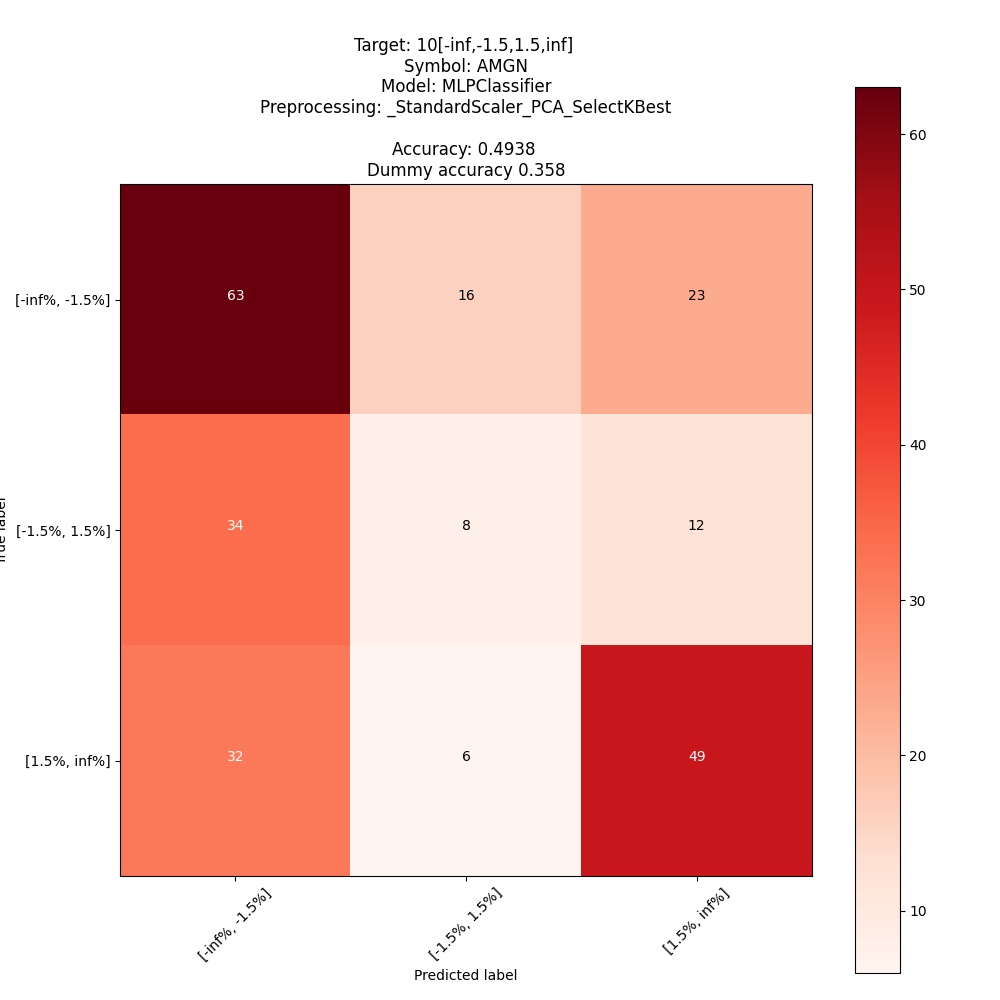 Target: 10[-inf,-1.5,1.5,inf]
Symbol: AMGN
Model: MLPClassifier
Preprocessing: _StandardScaler_PCA_SelectKBest
Accuracy: 0.4938
Dummy accuracy 0.358
60
50
40
30
20
10
[-inf%, -1.5%]
63
16
23
[-1.5%, 1.5%]
34
8
12
[1.5%, inf%]
32
6
49
[-inf%, -1.5%]
[-1.5%, 1.5%]
[1.5%, inf%]
Predicted label